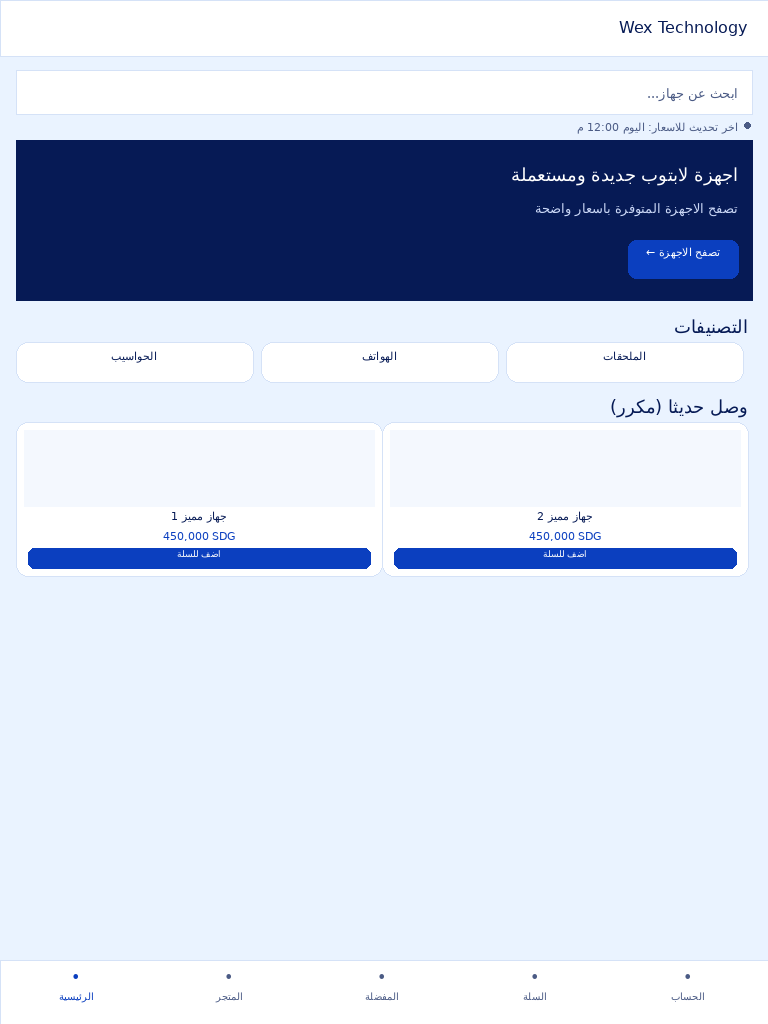 Wex Technology
ابحث عن جهاز...
اخر تحديث للاسعار: اليوم 12:00 م
اجهزة لابتوب جديدة ومستعملة
تصفح الاجهزة المتوفرة باسعار واضحة
تصفح الاجهزة ←
التصنيفات
الملحقات
الهواتف
الحواسيب
وصل حديثا (مكرر)
جهاز مميز 2
450,000 SDG
اضف للسلة
جهاز مميز 1
450,000 SDG
اضف للسلة
الحساب
السلة
المفضلة
المتجر
الرئيسية